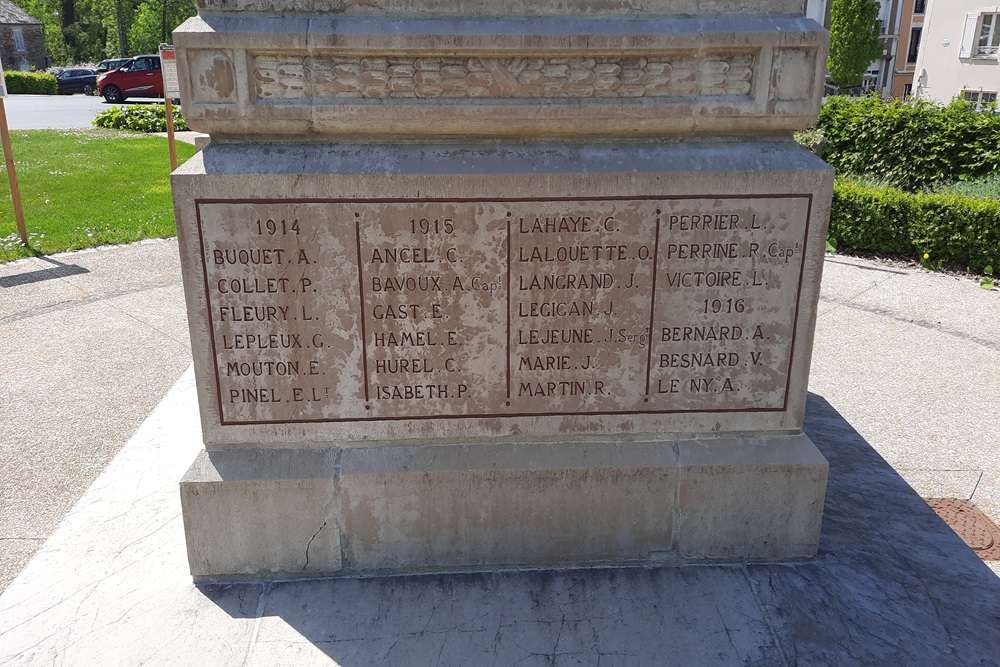 1914
BUQUET.A.
COLLET.P.
FLEURY.L.
LEPLEUX.G.
MOUTON.E.
PINEL.E.Lt
1915
ANCEL.C.
BAVOUX.A.Capl
GAST.E.
HAMEL.E.
HUREL.C.
ISABETH.P.
LAHAYE.C.
LALOUETTE.O.
LANGRAND.J.
LEGIGAN.J.
LEJEUNE.J.Sergt
MARIE.J.
MARTIN.R.
PERRIER.L.
PERRINE.R.Capl
VICTOIRE.L.
1916
BERNARD.A.
BESNARD.V.
LE NY.A.